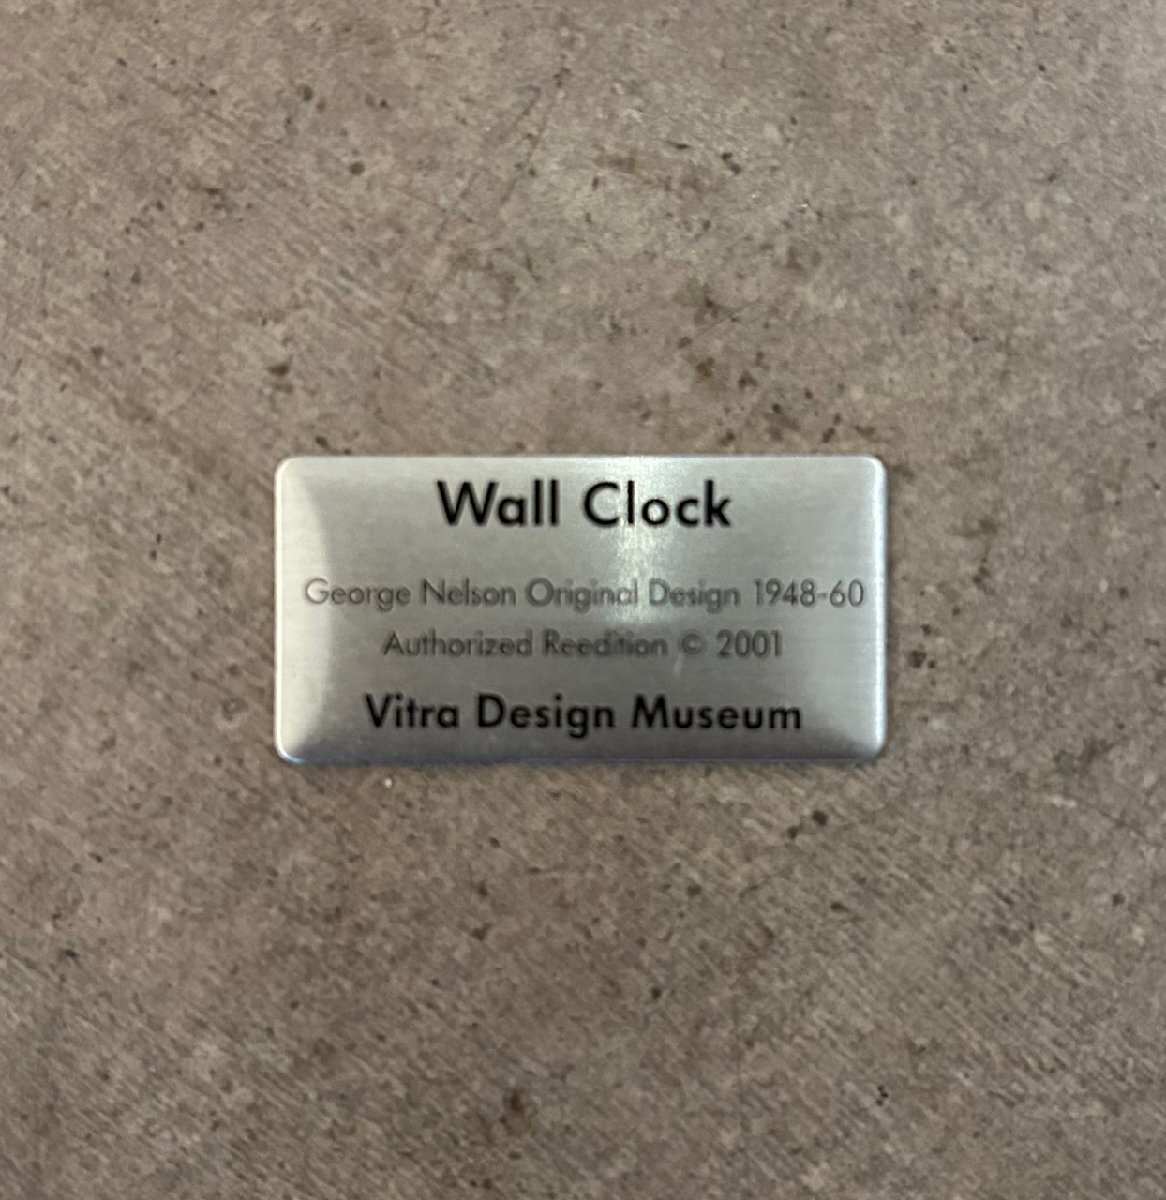 Wall Clock
George Nelson Original Design 1948-60
Authorized Reedition © 2001
Vitra Design Museum